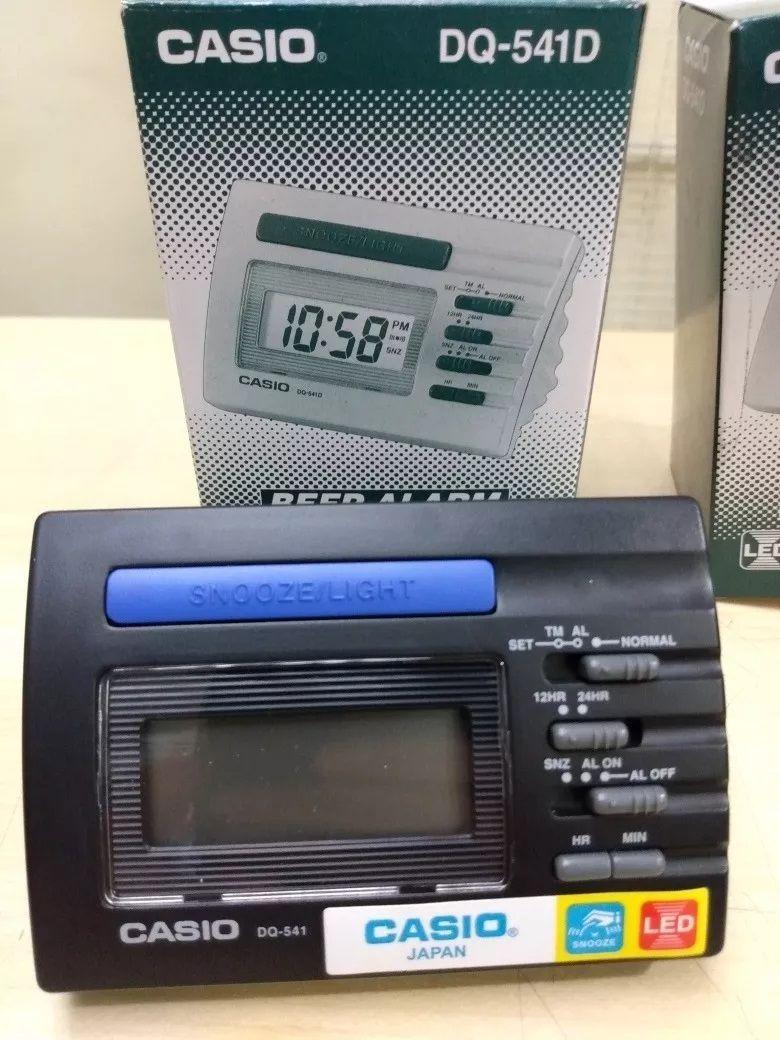 CASIO®
DQ-541D
SNOOZE/LIGHT
TM AL
SET NORMAL
12HR 24HR
SNZ AL ON
AL OFF
HR MIN
10:58 PM
SNZ
CASIO DQ-541D
BEEP ALARM
CASIO
LED
SNOOZE/LIGHT
TM AL
SET NORMAL
12HR 24HR
SNZ AL ON
AL OFF
HR MIN
CASIO DQ-541
CASIO®
JAPAN
SNOOZE
LED